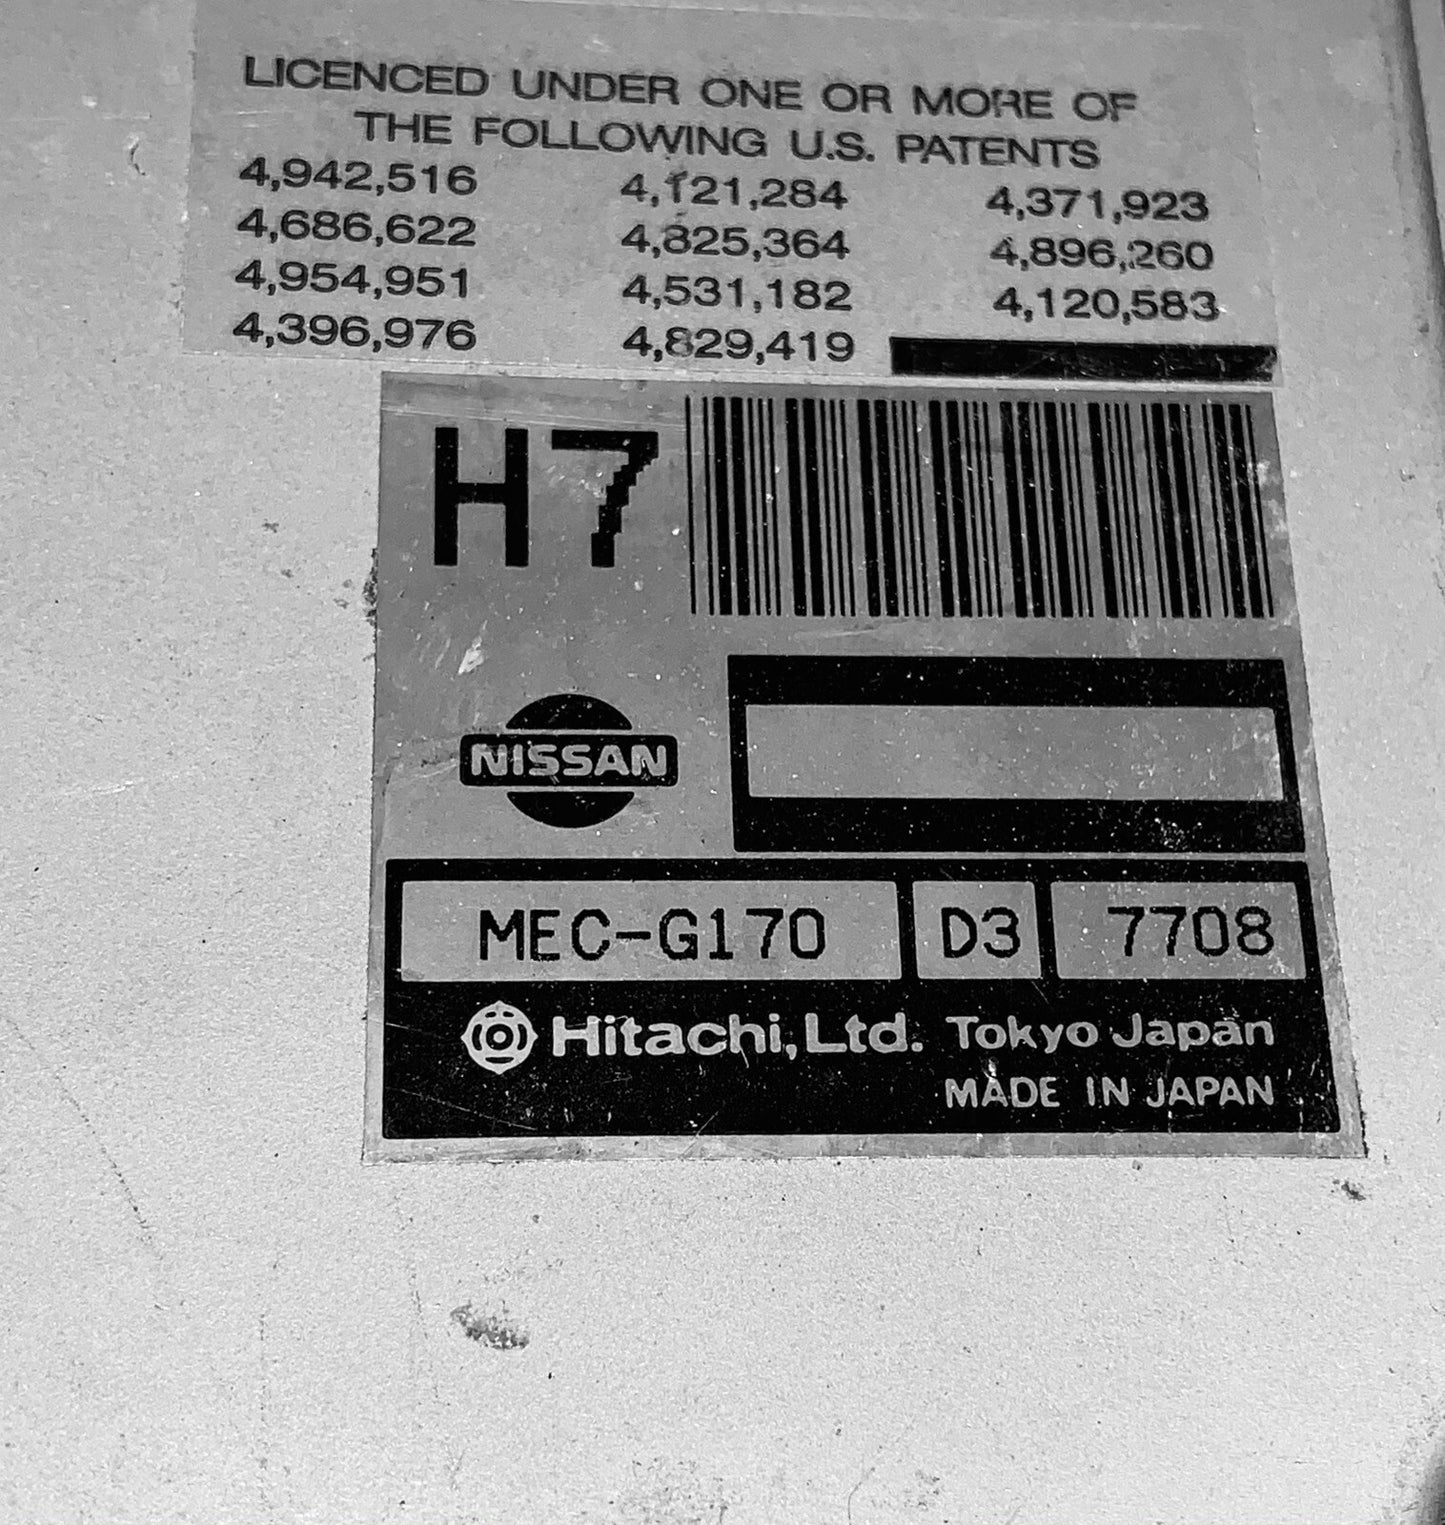 LICENCED UNDER ONE OR MORE OF
THE FOLLOWING U.S. PATENTS
4,942,516 4,121,284 4,371,923
4,686,622 4,825,364 4,896,260
4,954,951 4,531,182 4,120,583
4,396,976 4,829,419
H7
NISSAN
MEC-G170 D3 7708
Hitachi, Ltd. Tokyo Japan
MADE IN JAPAN